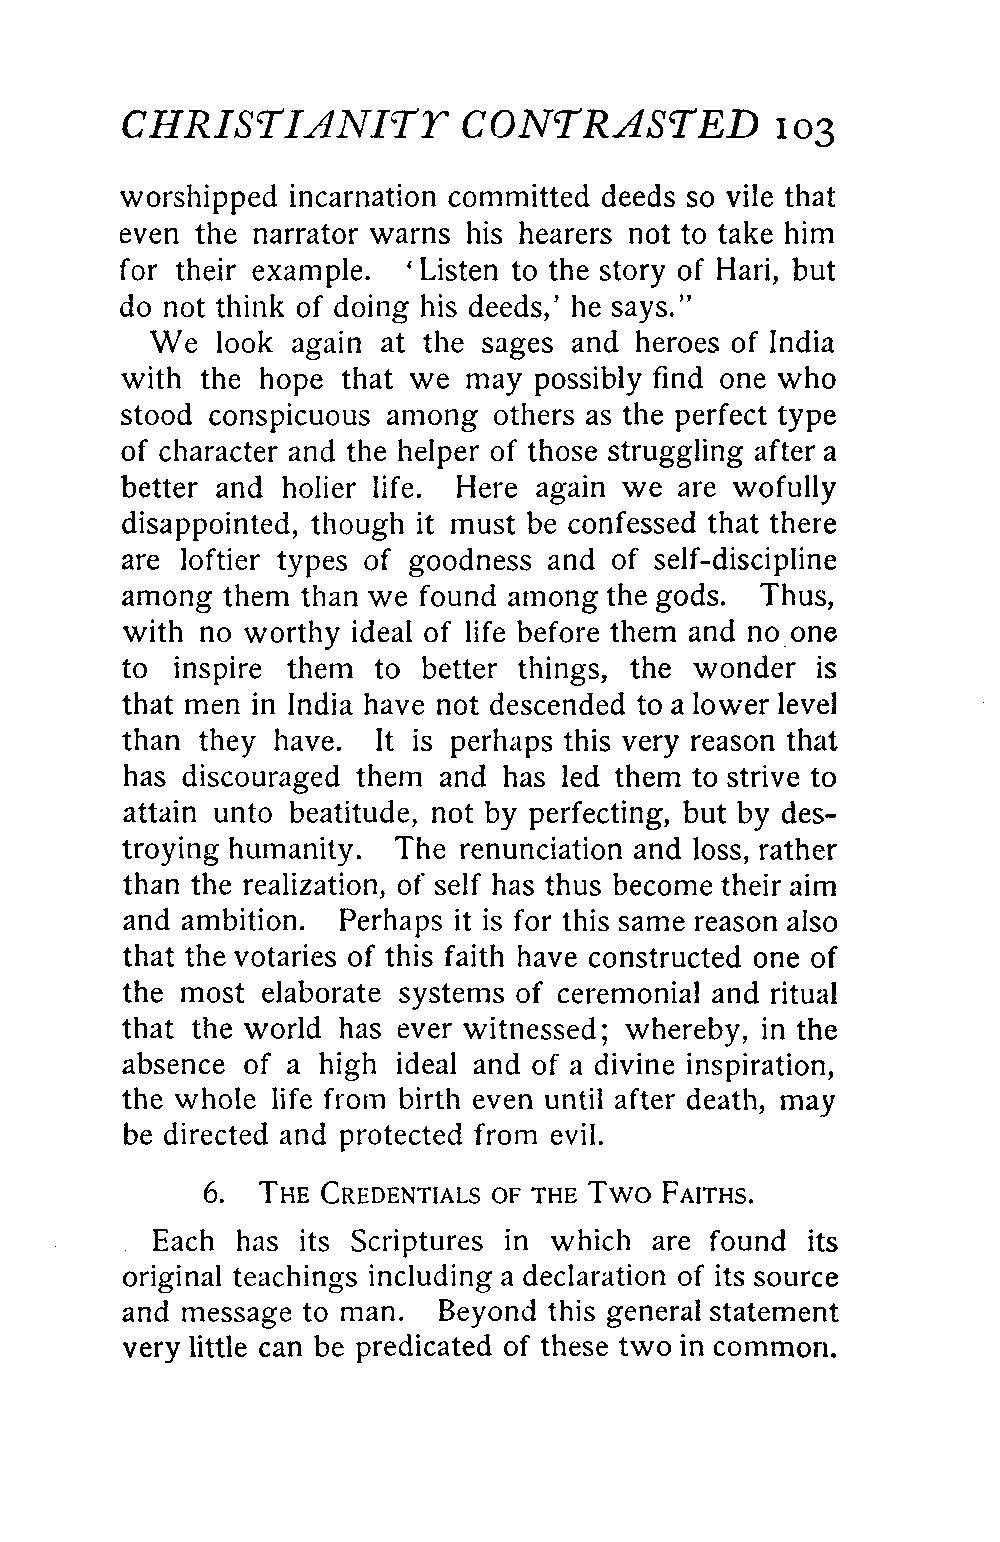 CHRISTIANITY CONTRASTED 103
worshipped incarnation committed deeds so vile that
even the narrator warns his hearers not to take him
for their example. ‘Listen to the story of Hari, but
do not think of doing his deeds,’ he says.”
We look again at the sages and heroes of India
with the hope that we may possibly find one who
stood conspicuous among others as the perfect type
of character and the helper of those struggling after a
better and holier life. Here again we are wofully
disappointed, though it must be confessed that there
are loftier types of goodness and of self-discipline
among them than we found among the gods. Thus,
with no worthy ideal of life before them and no one
to inspire them to better things, the wonder is
that men in India have not descended to a lower level
than they have. It is perhaps this very reason that
has discouraged them and has led them to strive to
attain unto beatitude, not by perfecting, but by des-
troying humanity. The renunciation and loss, rather
than the realization, of self has thus become their aim
and ambition. Perhaps it is for this same reason also
that the votaries of this faith have constructed one of
the most elaborate systems of ceremonial and ritual
that the world has ever witnessed; whereby, in the
absence of a high ideal and of a divine inspiration,
the whole life from birth even until after death, may
be directed and protected from evil.
6. THE CREDENTIALS OF THE TWO FAITHS.
Each has its Scriptures in which are found its
original teachings including a declaration of its source
and message to man. Beyond this general statement
very little can be predicated of these two in common.